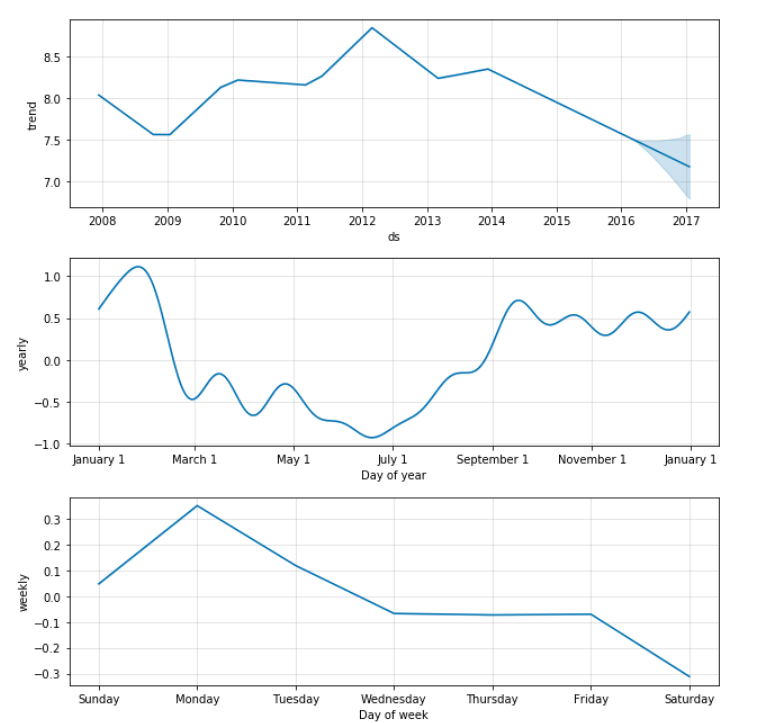 8.5
8.0
7.5
7.0
trend
2008 2009 2010 2011 2012 2013 2014 2015 2016 2017
ds
1.0
0.5
0.0
−0.5
−1.0
yearly
January 1 March 1 May 1 July 1 September 1 November 1 January 1
Day of year
0.3
0.2
0.1
0.0
−0.1
−0.2
−0.3
weekly
Sunday Monday Tuesday Wednesday Thursday Friday Saturday
Day of week